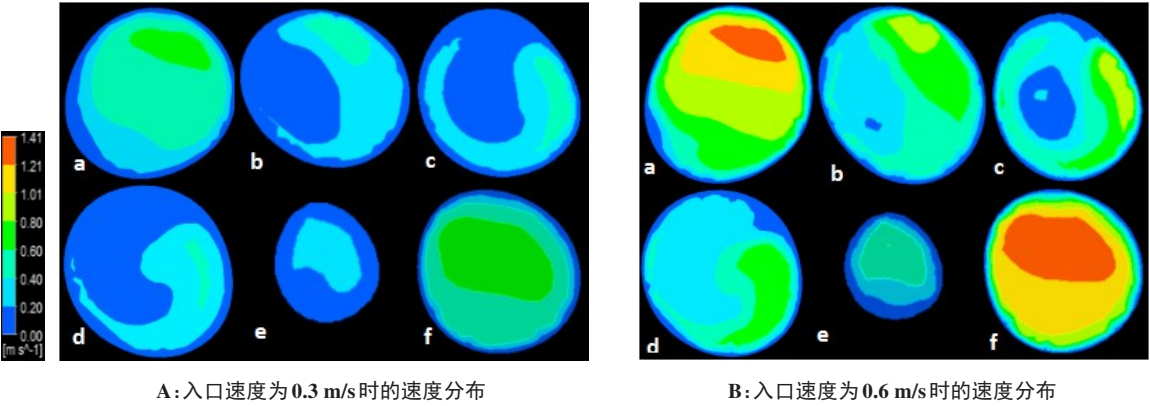 a
b
c
d
e
f
1.41
1.21
1.01
0.80
0.60
0.40
0.20
0.00
[m s^-1]
a
b
c
d
e
f
A:入口速度为0.3 m/s时的速度分布
B:入口速度为0.6 m/s时的速度分布